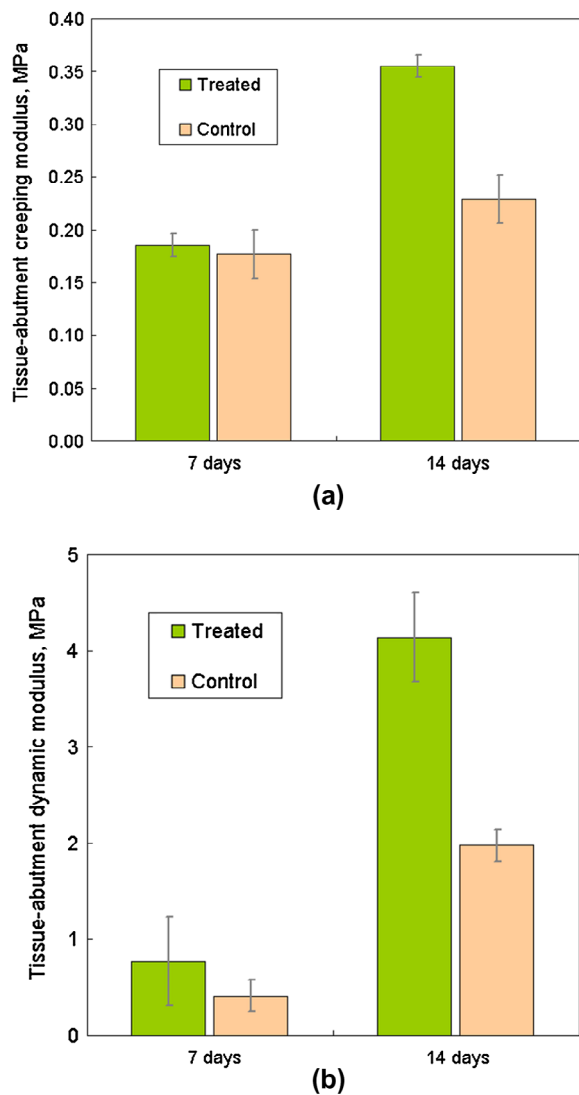 Tissue-abutment creeping modulus, MPa
0.40
0.35
0.30
0.25
0.20
0.15
0.10
0.05
0.00
Treated
Control
7 days
14 days
(a)
Tissue-abutment dynamic modulus, MPa
5
4
3
2
1
0
Treated
Control
7 days
14 days
(b)